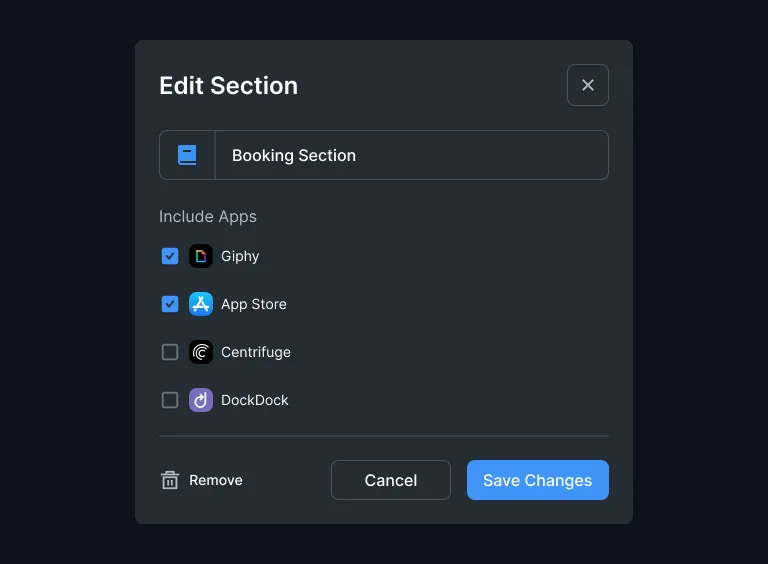 Edit Section
Booking Section
Include Apps
Giphy
App Store
Centrifuge
DockDock
Remove
Cancel
Save Changes